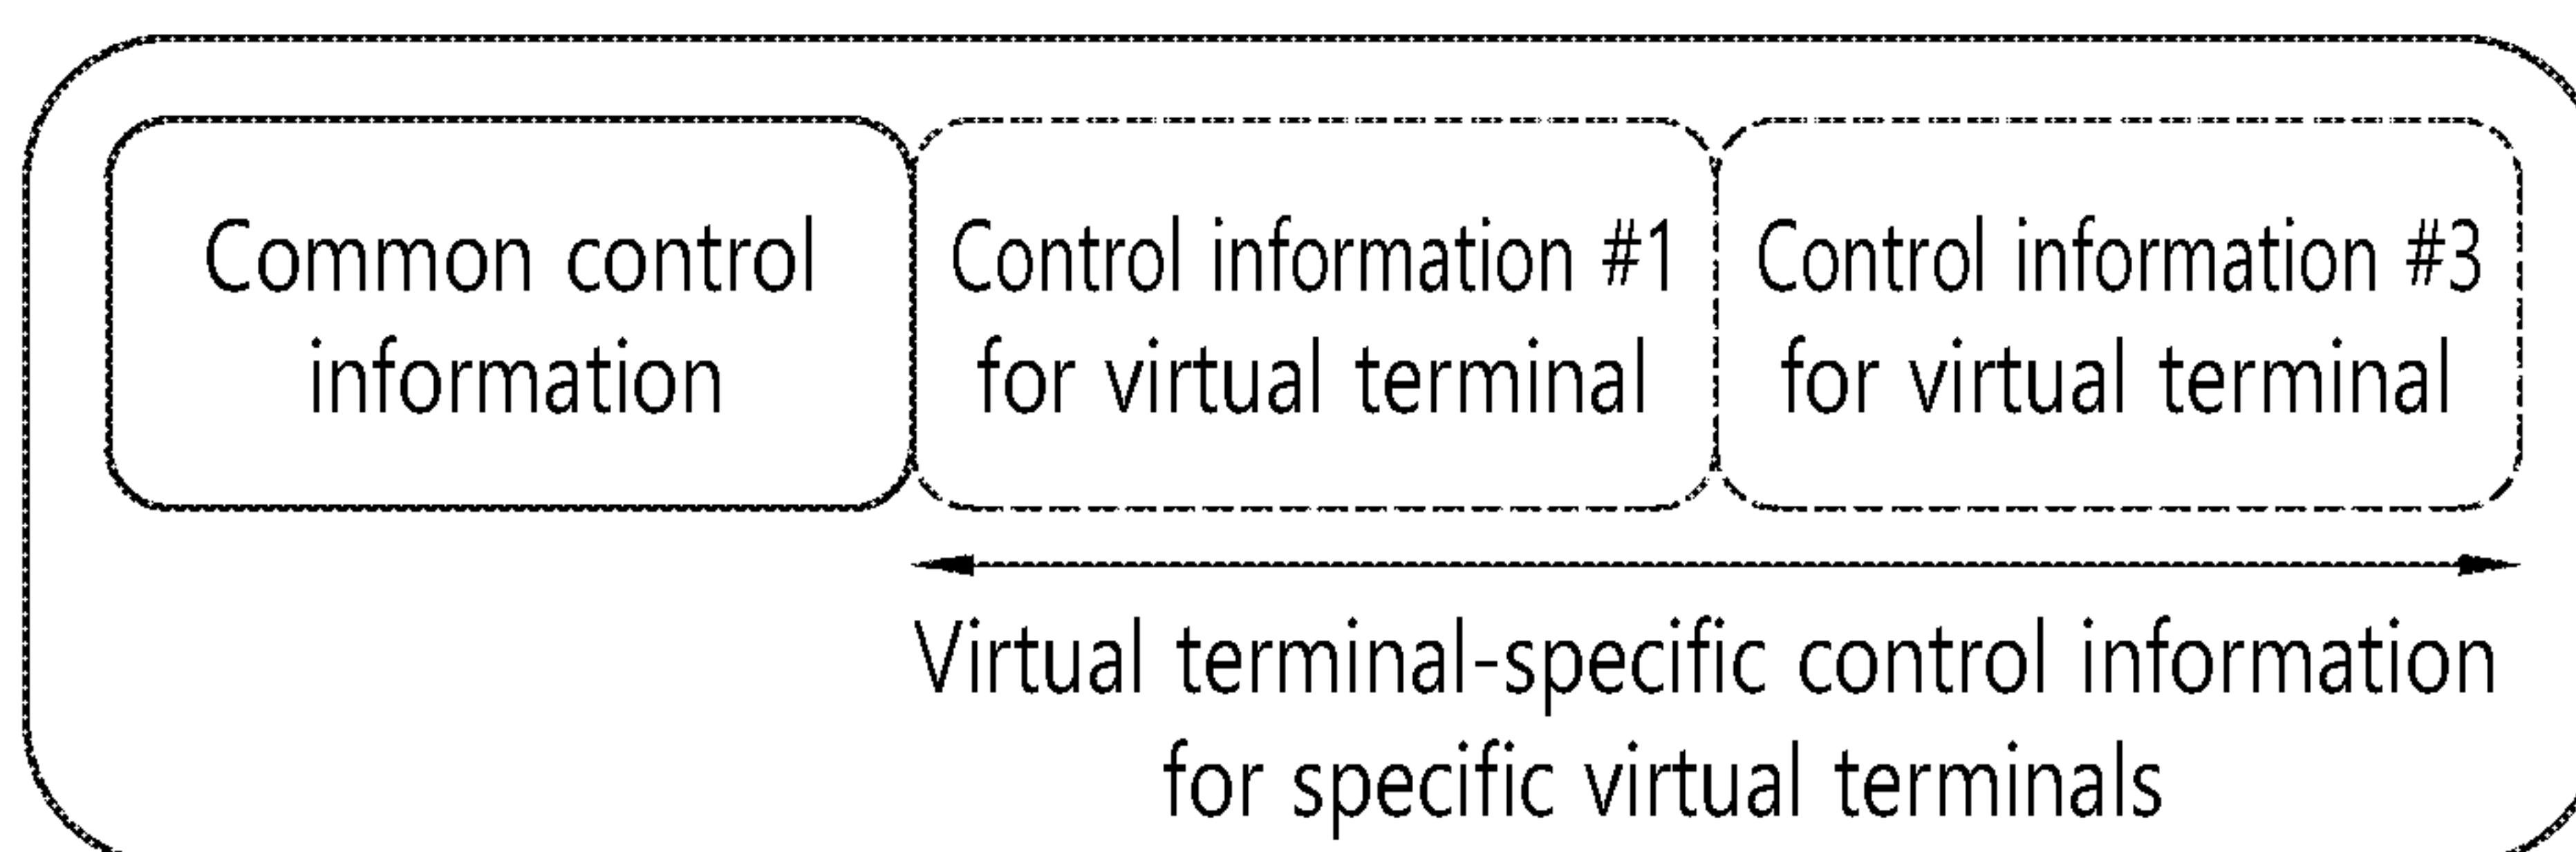 Common control
information
Control information #1
for virtual terminal
Control information #3
for virtual terminal
Virtual terminal-specific control information
for specific virtual terminals